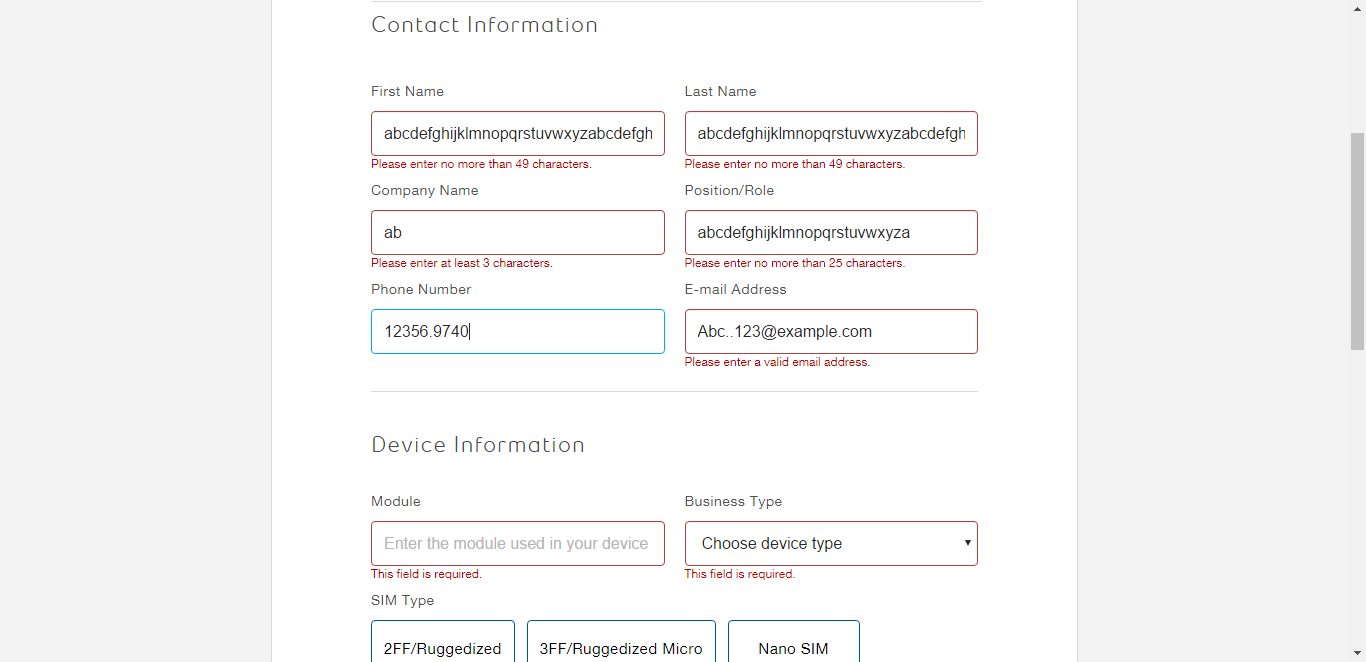 Contact Information
First Name
Last Name
abcdefghijklmnopqrstuvwxyzabcdefgh
abcdefghijklmnopqrstuvwxyzabcdefgh
Please enter no more than 49 characters.
Please enter no more than 49 characters.
Company Name
Position/Role
ab
abcdefghijklmnopqrstuvwxyza
Please enter at least 3 characters.
Please enter no more than 25 characters.
Phone Number
E-mail Address
12356.9740
Abc..123@example.com
Please enter a valid email address.
Device Information
Module
Business Type
Enter the module used in your device
Choose device type
This field is required.
This field is required.
SIM Type
2FF/Ruggedized
3FF/Ruggedized Micro
Nano SIM